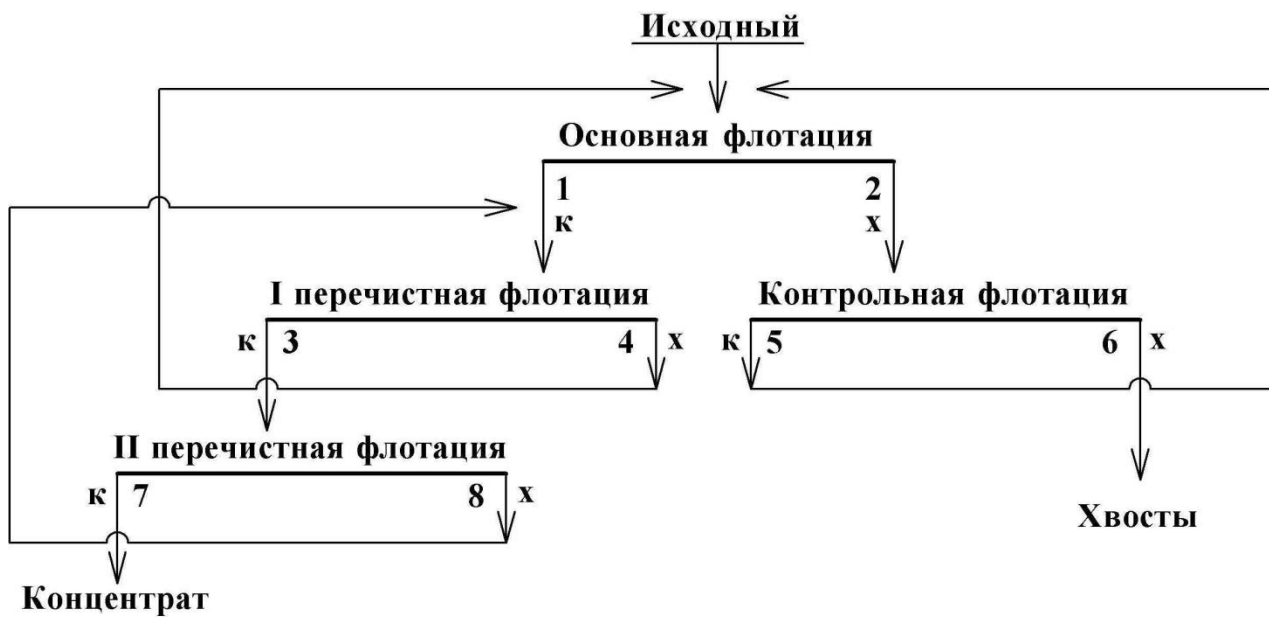 Исходный
Основная флотация
1 2
к х
I перечистная флотация Контрольная флотация
к 3 4 х к 5 6 х
II перечистная флотация
к 7 8 х
Хвосты
Концентрат